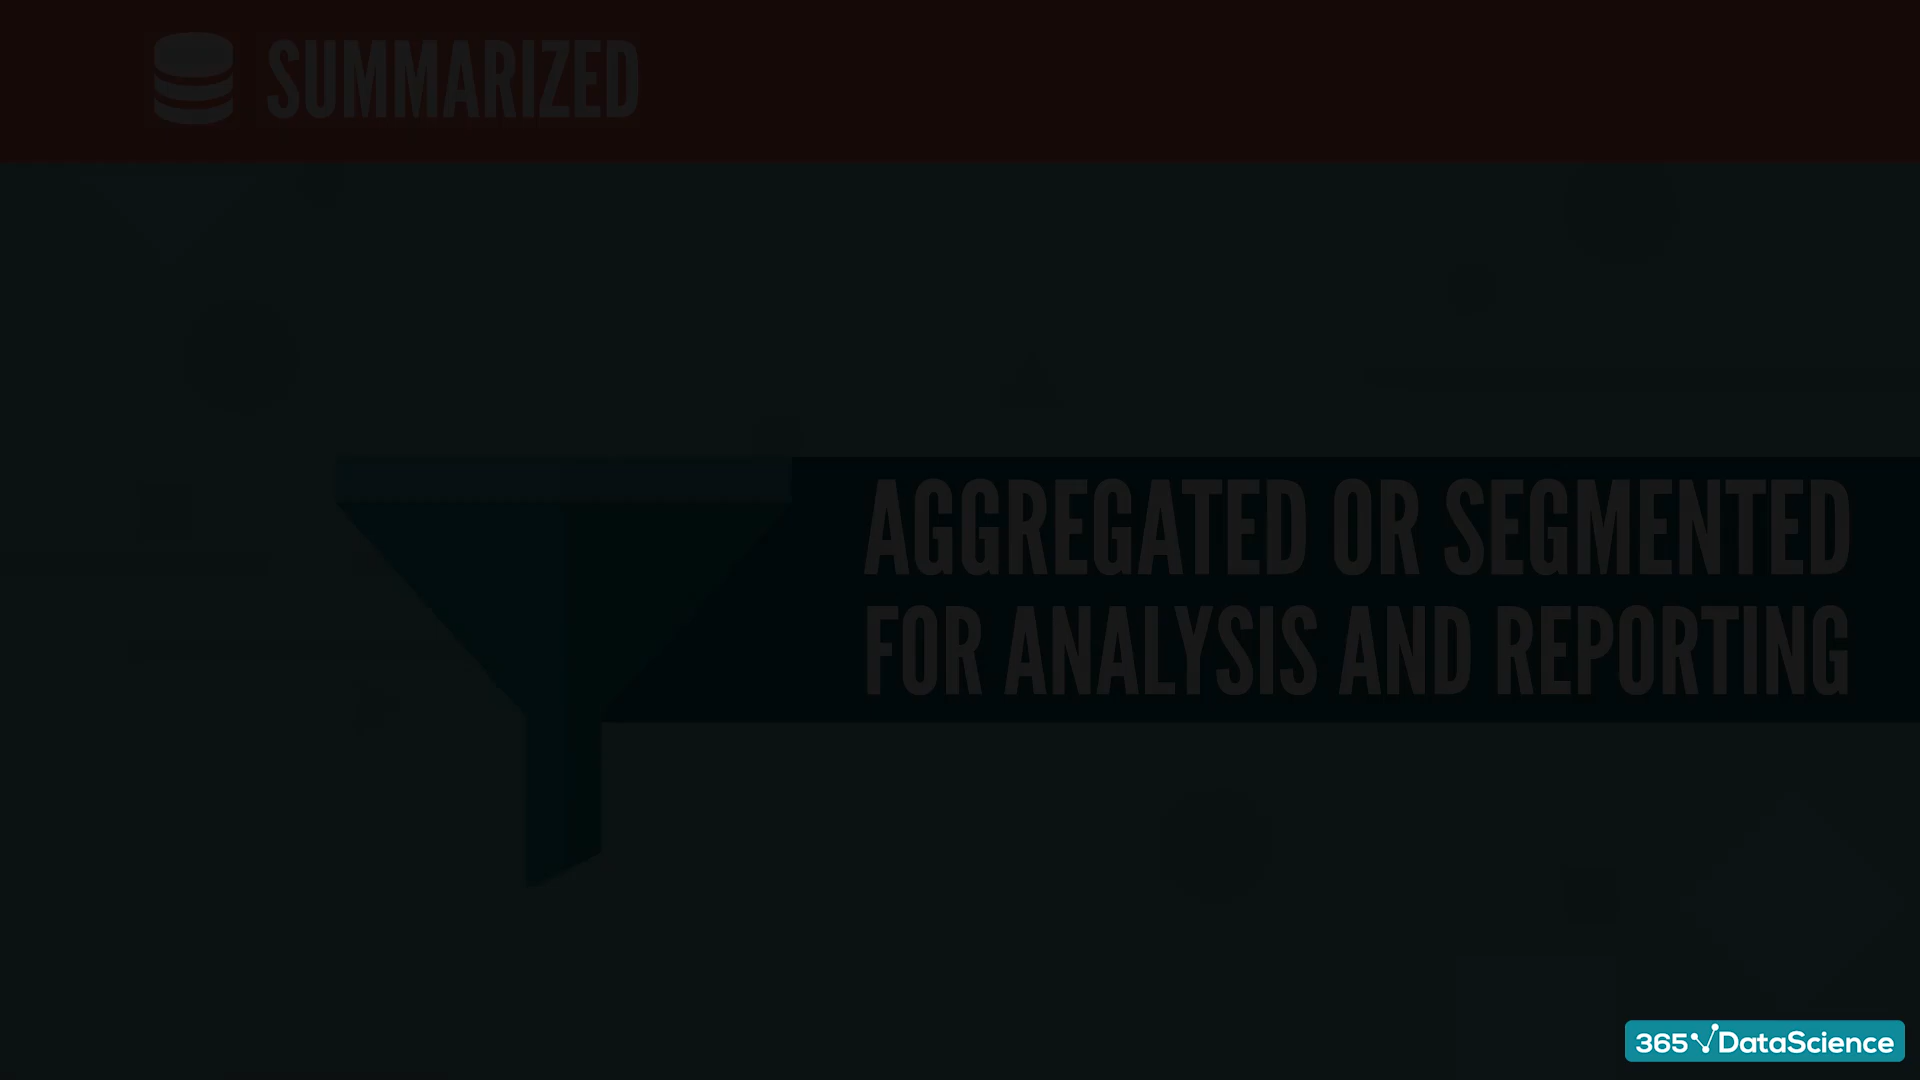 SUMMARIZED
AGGREGATED OR SEGMENTED
FOR ANALYSIS AND REPORTING
365 DataScience